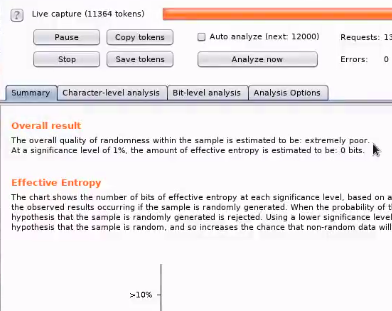 ?
Live capture (11364 tokens)
Pause
Copy tokens
Auto analyze (next: 12000)
Requests:
Stop
Save tokens
Analyze now
Errors: 0
Summary
Character-level analysis
Bit-level analysis
Analysis Options
Overall result
The overall quality of randomness within the sample is estimated to be: extremely poor.
At a significance level of 1%, the amount of effective entropy is estimated to be: 0 bits.
Effective Entropy
The chart shows the number of bits of effective entropy at each significance level, based on a
the observed results occurring if the sample is randomly generated. When the probability of th
hypothesis that the sample is randomly generated is rejected. Using a lower significance level
hypothesis that the sample is random, and so increases the chance that non-random data will
>10%